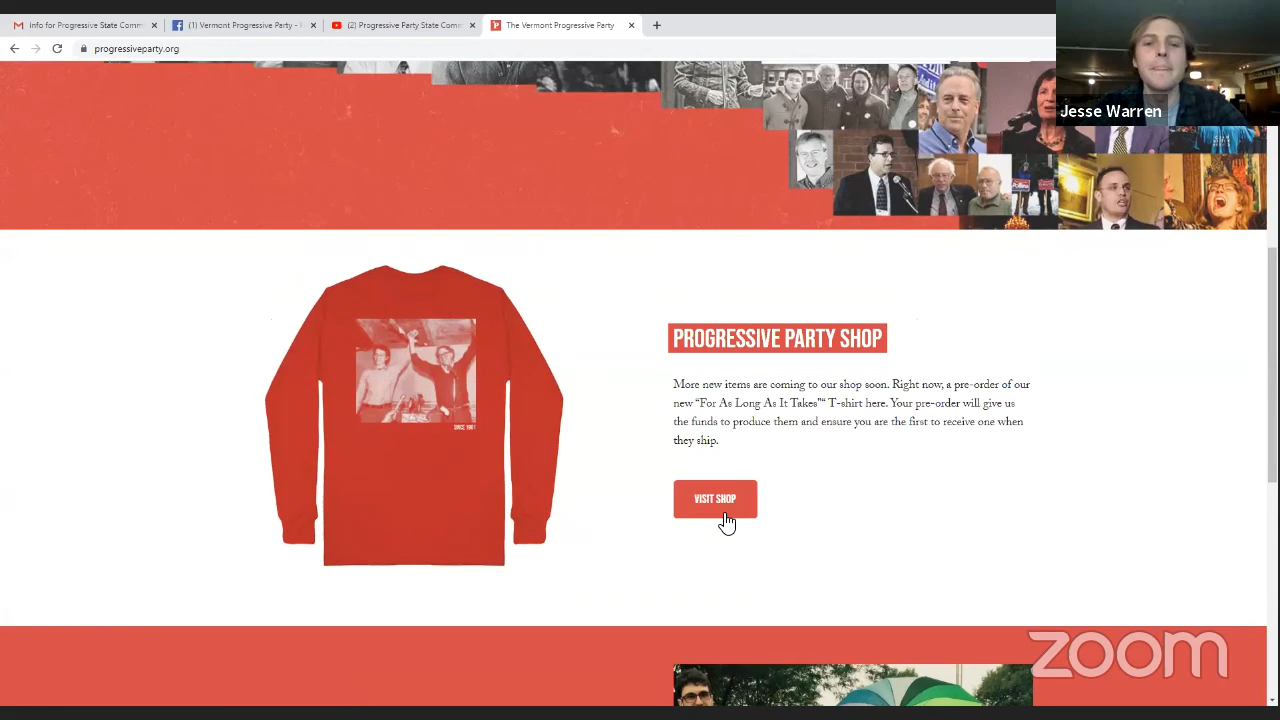 Info for Progressive State Comm
(1) Vermont Progressive Party -
(2) Progressive Party State Com
The Vermont Progressive Party
progressiveparty.org
Jesse Warren
PROGRESSIVE PARTY SHOP
More new items are coming to our shop soon. Right now, a pre-order of our
new “For As Long As It Takes”“ T-shirt here. Your pre-order will give us
the funds to produce them and ensure you are the first to receive one when
they ship.
SINCE 1981
VISIT SHOP
zoom